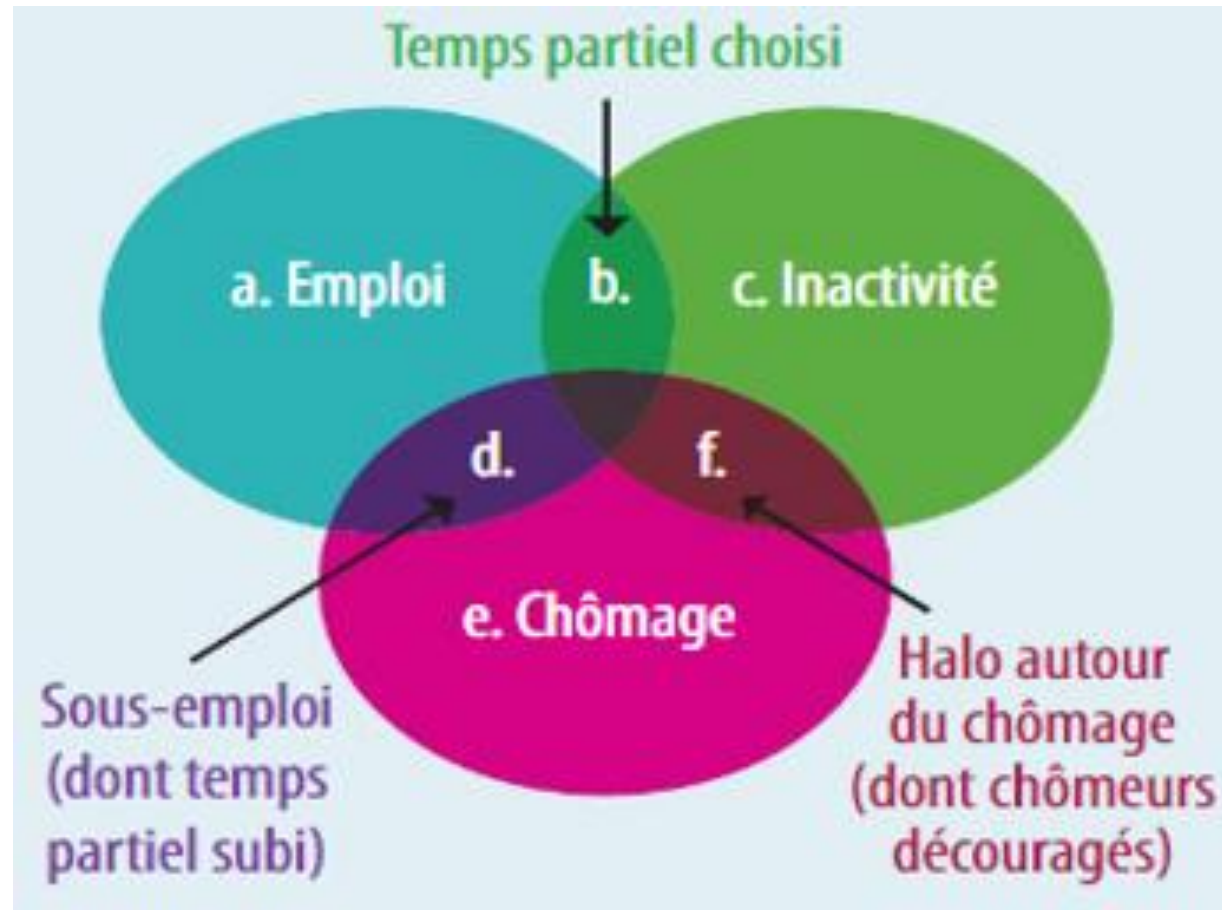 Temps partiel choisi
a. Emploi
b.
c. Inactivité
d.
f.
e. Chômage
Sous-emploi
(dont temps
partiel subi)
Halo autour
du chômage
(dont chômeurs
découragés)